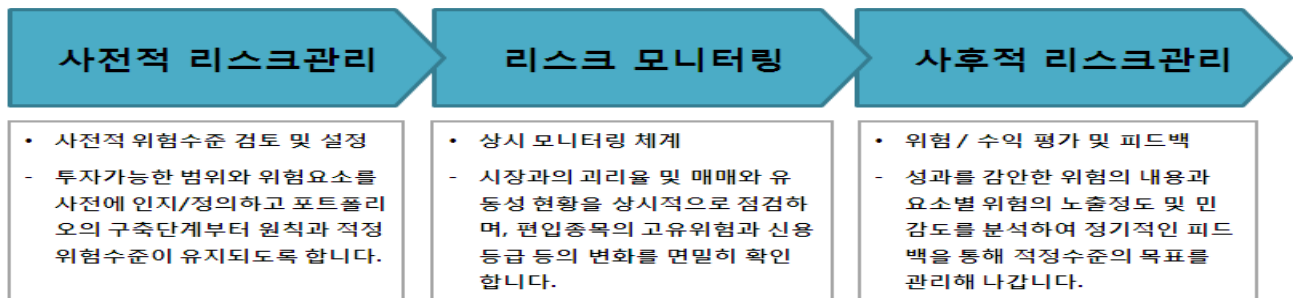 사전적 리스크관리
리스크 모니터링
사후적 리스크관리
• 사전적 위험수준 검토 및 설정
- 투자가능한 범위와 위험요소를
사전에 인지/정의하고 포트폴리
오의 구축단계부터 원칙과 적정
위험수준이 유지되도록 합니다.
• 상시 모니터링 체계
- 시장과의 괴리율 및 매매와 유
동성 현황을 상시적으로 점검하
며, 편입종목의 고유위험과 신용
등급 등의 변화를 면밀히 확인
합니다.
• 위험 / 수익 평가 및 피드백
- 성과를 감안한 위험의 내용과
요소별 위험의 노출정도 및 민
감도를 분석하여 정기적인 피드
백을 통해 적정수준의 목표를
관리해 나갑니다.